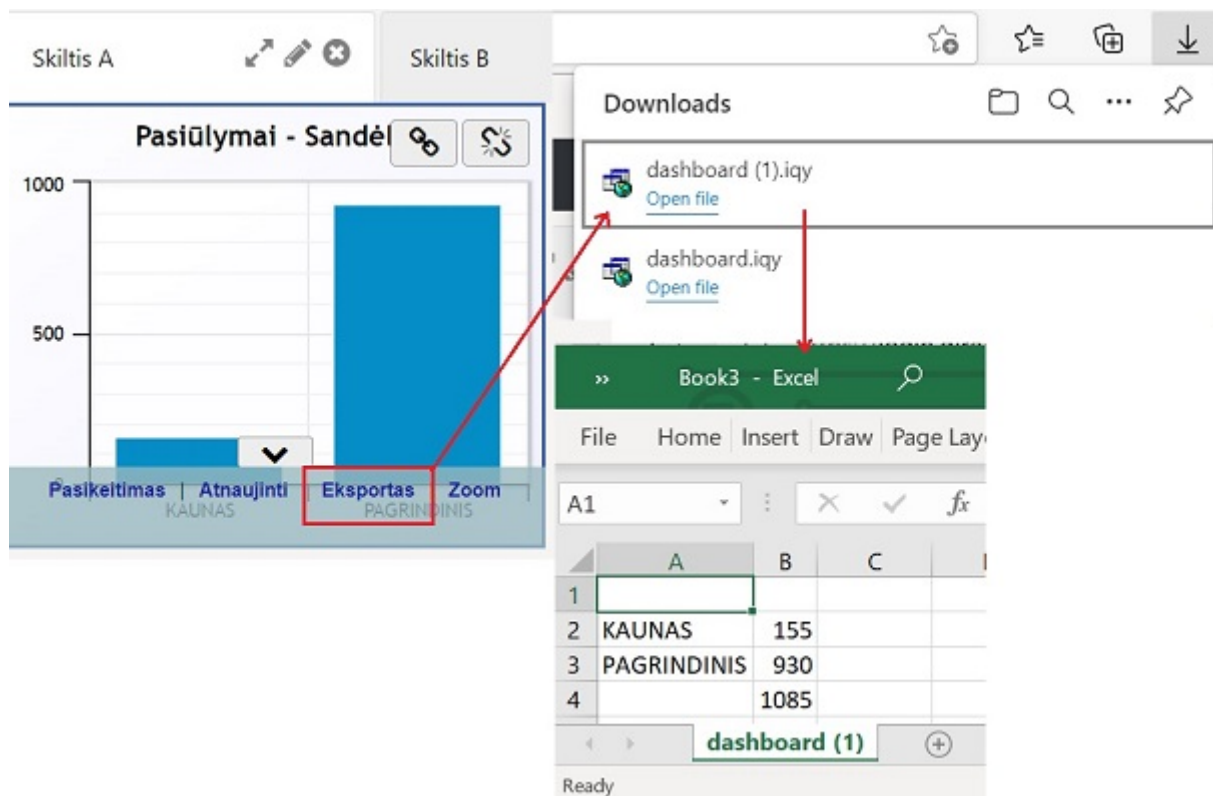 Skiltis A
Skiltis B
Pasiūlymai - Sandėl
1000
500
Pasikeitimas | Atnaujinti | Eksportas Zoom
KAUNAS PAGRINDINIS
Downloads
dashboard (1).iqy
Open file
dashboard.iqy
Open file
» Book3 - Excel
File Home Insert Draw Page Lay
A1 fx
A B C
1
2 KAUNAS 155
3 PAGRINDINIS 930
4 1085
dashboard (1)
Ready